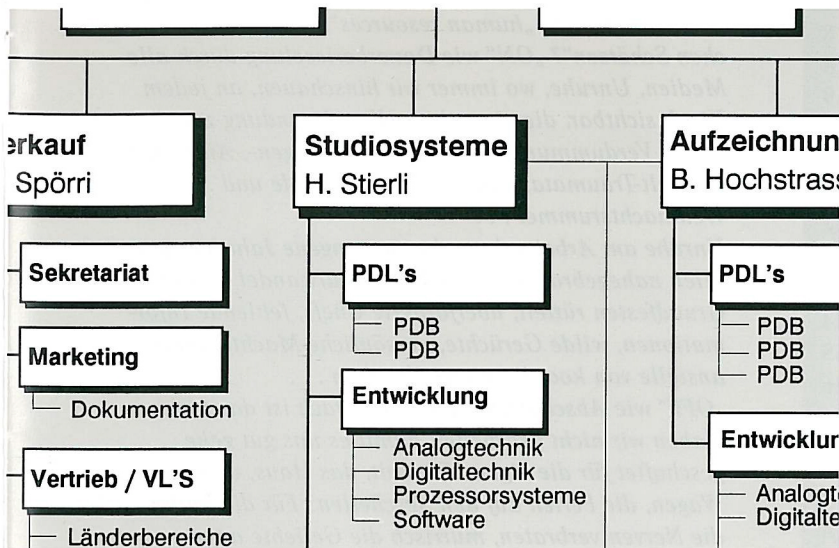 erkauf
Spörri
Sekretariat
Marketing
Dokumentation
Vertrieb / VL'S
Länderbereiche
Studiosysteme
H. Stierli
PDL's
PDB
PDB
Entwicklung
Analogtechnik
Digitaltechnik
Prozessorsysteme
Software
Aufzeichnun
B. Hochstrass
PDL's
PDB
PDB
PDB
Entwicklun
Analogte
Digitalte